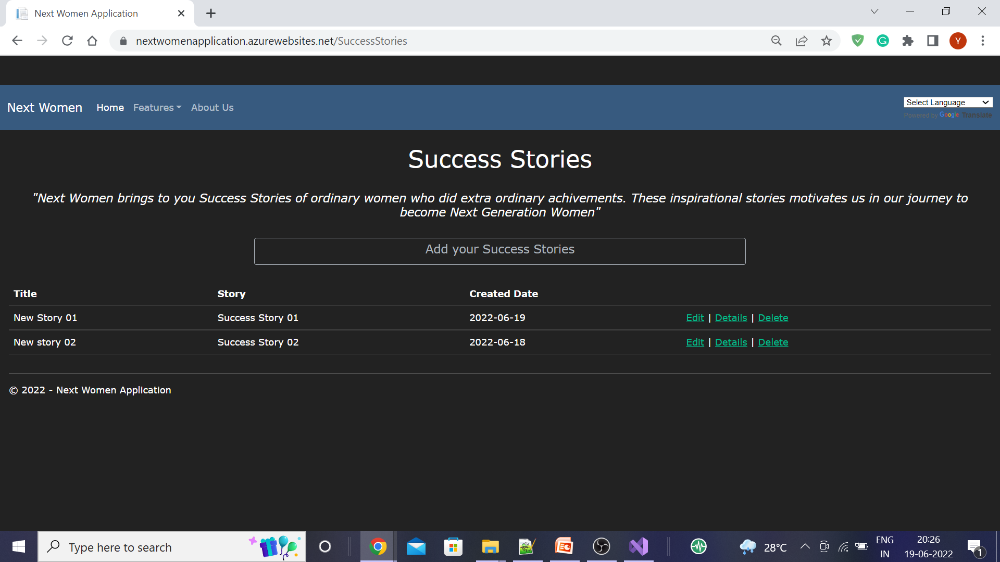 Next Women Application
nextwomenapplication.azurewebsites.net/SuccessStories
Y
Next Women Home Features About Us
Select Language
Powered by Google Translate
Success Stories
"Next Women brings to you Success Stories of ordinary women who did extra ordinary achivements. These inspirational stories motivates us in our journey to
become Next Generation Women"
Add your Success Stories
Title Story Created Date
New Story 01 Success Story 01 2022-06-19 Edit | Details | Delete
New story 02 Success Story 02 2022-06-18 Edit | Details | Delete
© 2022 - Next Women Application
Type here to search
28°C
ENG
IN
20:26
19-06-2022
1